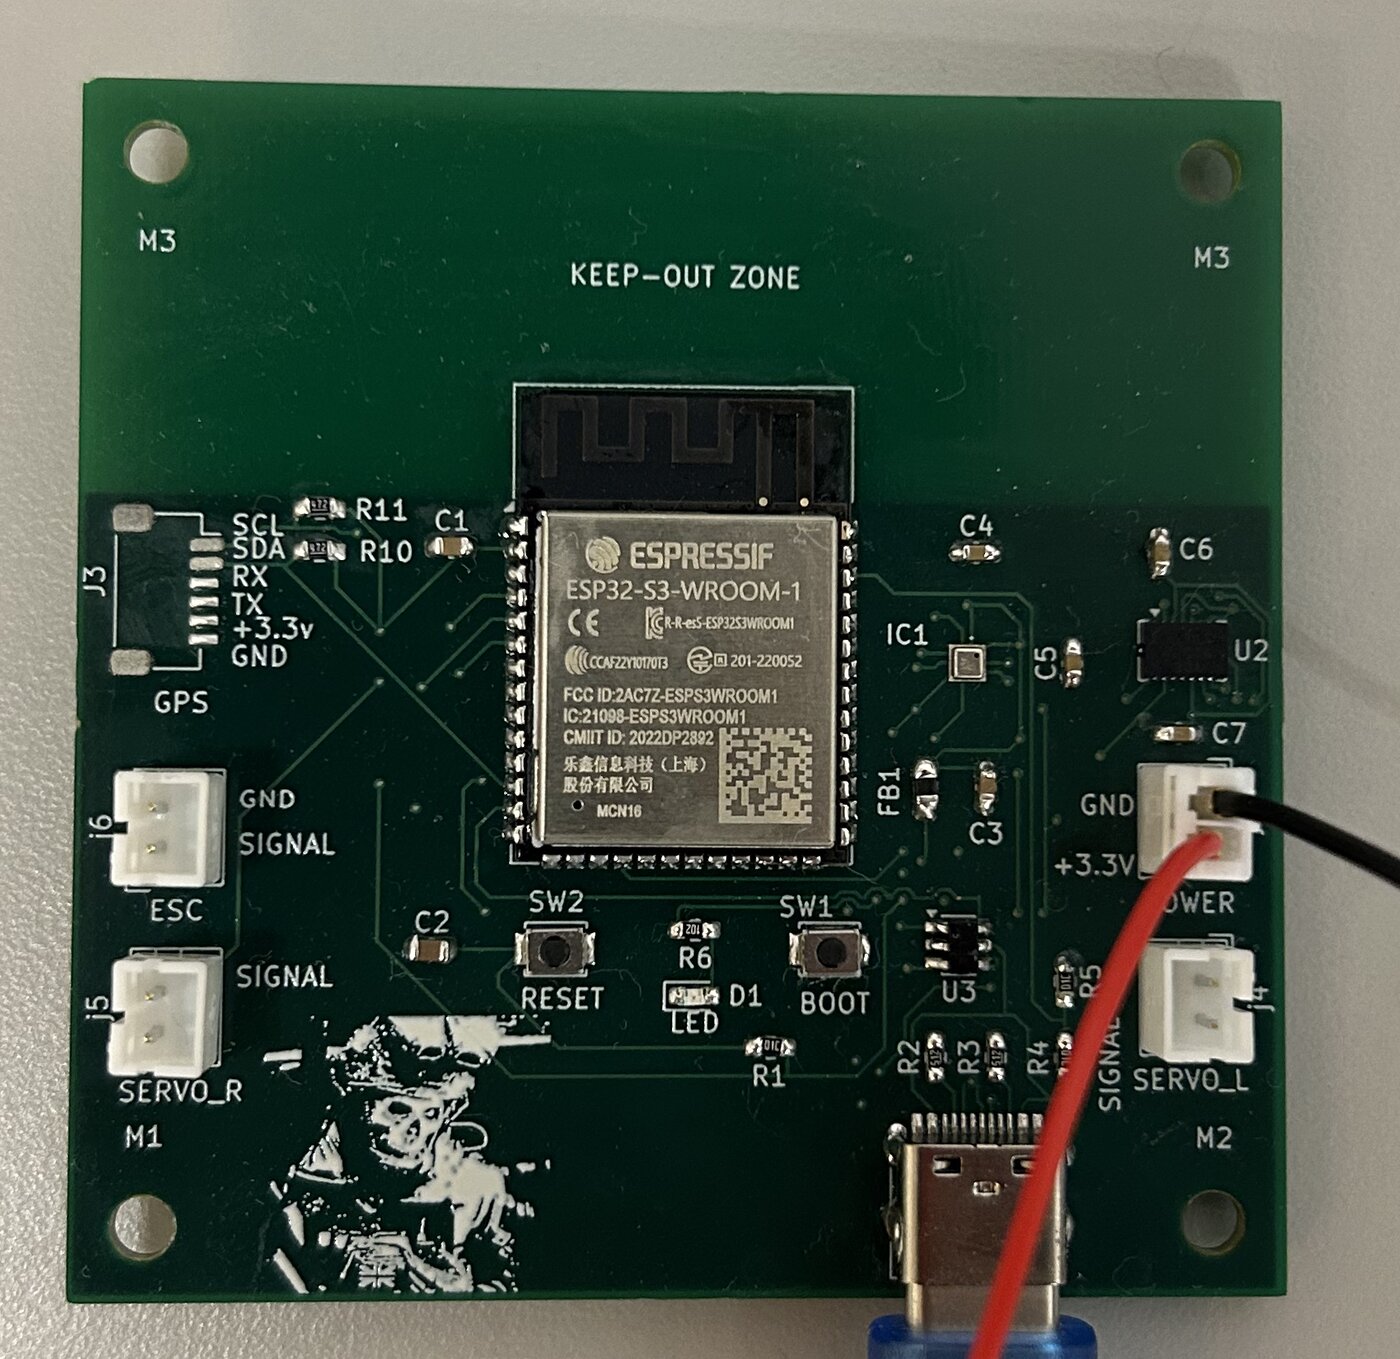 M3
M3
KEEP-OUT ZONE
R11
R10
C1
C4
C6
SCL
SDA
RX
TX
+3.3v
GND
J3
GPS
ESPRESSIF
ESP32-S3-WROOM-1
CE
R-R-es5-ESP32S3WROOM1
CCAF22Y10170T3
R 201-220052
FCC ID:2AC7Z-ESPS3WROOM1
IC:21098-ESPS3WROOM1
CMIIT ID: 2022DP2892
乐鑫信息科技（上海）
股份有限公司
MCN16
IC1
C5
U2
C7
FB1
C3
GND
+3.3V
OWER
GND
SIGNAL
j6
ESC
C2
SW2
RESET
102
R6
D1
LED
SW1
BOOT
U3
R5
SIGNAL
j5
SERVO_R
M1
R1
R2
R3
R4
SIGNAL
j4
SERVO_L
M2